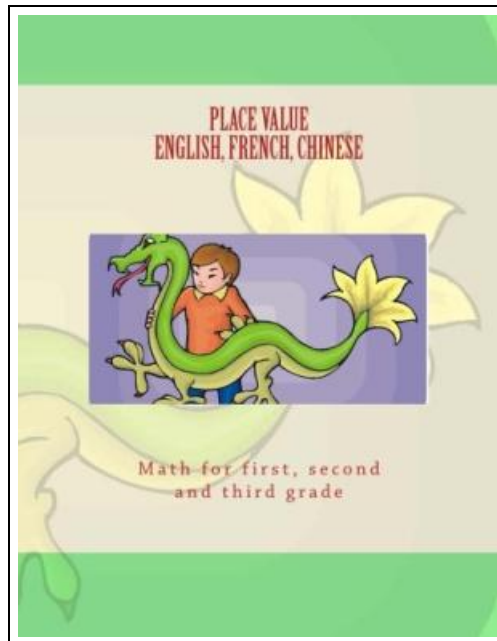 PLACE VALUE
ENGLISH, FRENCH, CHINESE
Math for first, second
and third grade